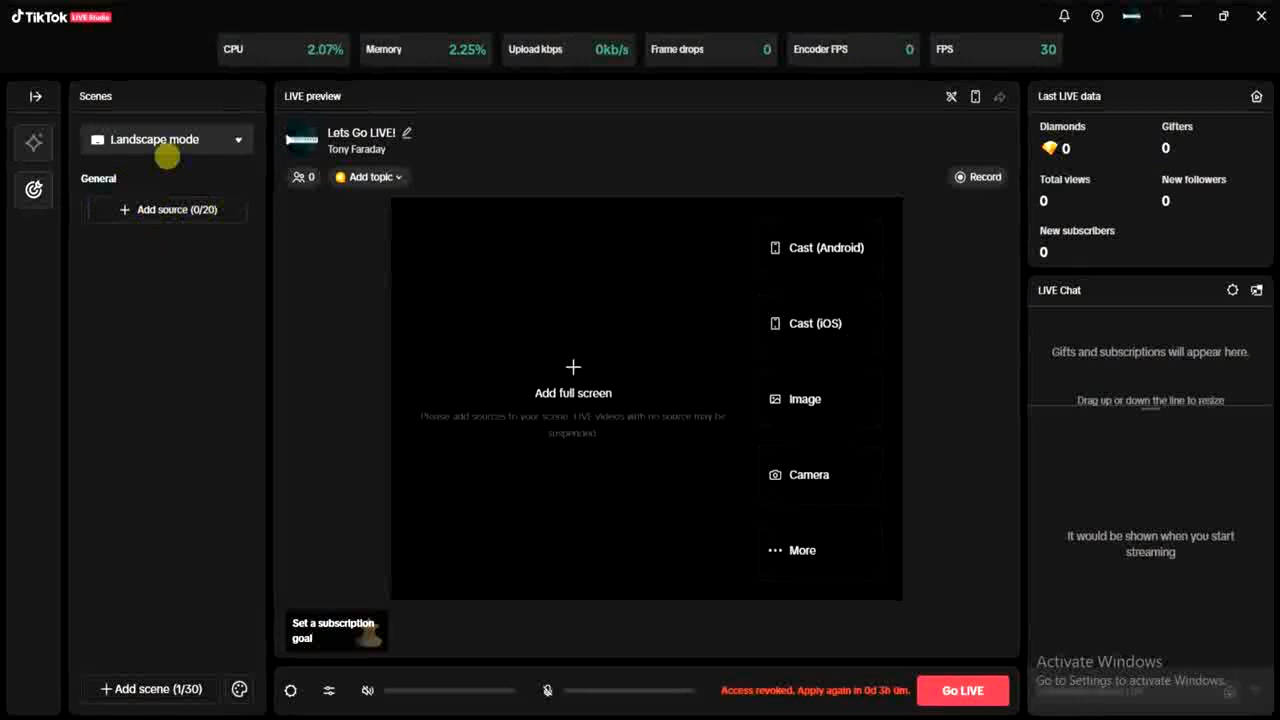 TikTok LIVE Studio
CPU 2.07%
Memory 2.25%
Upload kbps 0kb/s
Frame drops 0
Encoder FPS 0
FPS 30
Scenes
Landscape mode
General
+ Add source (0/20)
+ Add scene (1/30)
LIVE preview
Lets Go LIVE!
Tony Faraday
0
Add topic
Record
Add full screen
Please add sources to your scene. LIVE videos with no source may be
suspended
Cast (Android)
Cast (iOS)
Image
Camera
More
Set a subscription
goal
Access revoked. Apply again in 0d 3h 0m.
Go LIVE
Last LIVE data
Diamonds
Gifters
0
0
Total views
New followers
0
0
New subscribers
0
LIVE Chat
Gifts and subscriptions will appear here.
Drag up or down the line to resize
It would be shown when you start
streaming
Activate Windows
Go to Settings to activate Windows.